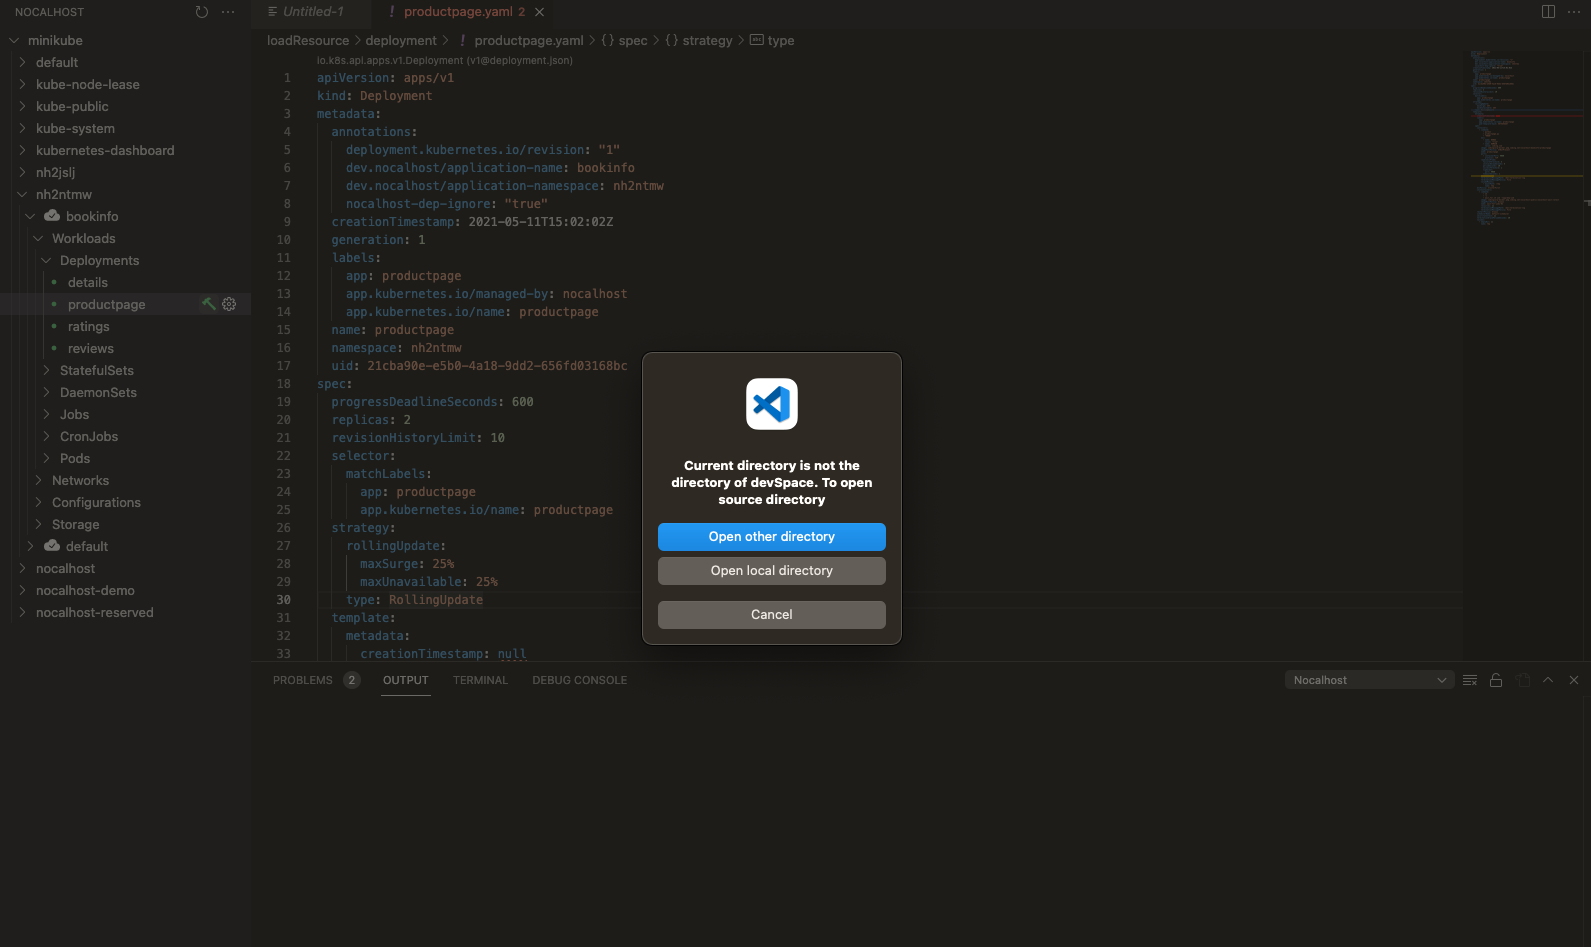 NOCALHOST
minikube
default
kube-node-lease
kube-public
kube-system
kubernetes-dashboard
nh2jslj
nh2ntmw
bookinfo
Workloads
Deployments
details
productpage
ratings
reviews
StatefulSets
DaemonSets
Jobs
CronJobs
Pods
Networks
Configurations
Storage
default
nocalhost
nocalhost-demo
nocalhost-reserved
Untitled-1
! productpage.yaml 2
loadResource > deployment > ! productpage.yaml > {} spec > {} strategy > abc type
io.k8s.api.apps.v1.Deployment (v1@deployment.json)
1 apiVersion: apps/v1
2 kind: Deployment
3 metadata:
4 annotations:
5 deployment.kubernetes.io/revision: "1"
6 dev.nocalhost/application-name: bookinfo
7 dev.nocalhost/application-namespace: nh2ntmw
8 nocalhost-dep-ignore: "true"
9 creationTimestamp: 2021-05-11T15:02:02Z
10 generation: 1
11 labels:
12 app: productpage
13 app.kubernetes.io/managed-by: nocalhost
14 app.kubernetes.io/name: productpage
15 name: productpage
16 namespace: nh2ntmw
17 uid: 21cba90e-e5b0-4a18-9dd2-656fd03168bc
18 spec:
19 progressDeadlineSeconds: 600
20 replicas: 2
21 revisionHistoryLimit: 10
22 selector:
23 matchLabels:
24 app: productpage
25 app.kubernetes.io/name: productpage
26 strategy:
27 rollingUpdate:
28 maxSurge: 25%
29 maxUnavailable: 25%
30 type: RollingUpdate
31 template:
32 metadata:
33 creationTimestamp: null
Current directory is not the
directory of devSpace. To open
source directory
Open other directory
Open local directory
Cancel
PROBLEMS 2 OUTPUT TERMINAL DEBUG CONSOLE
Nocalhost